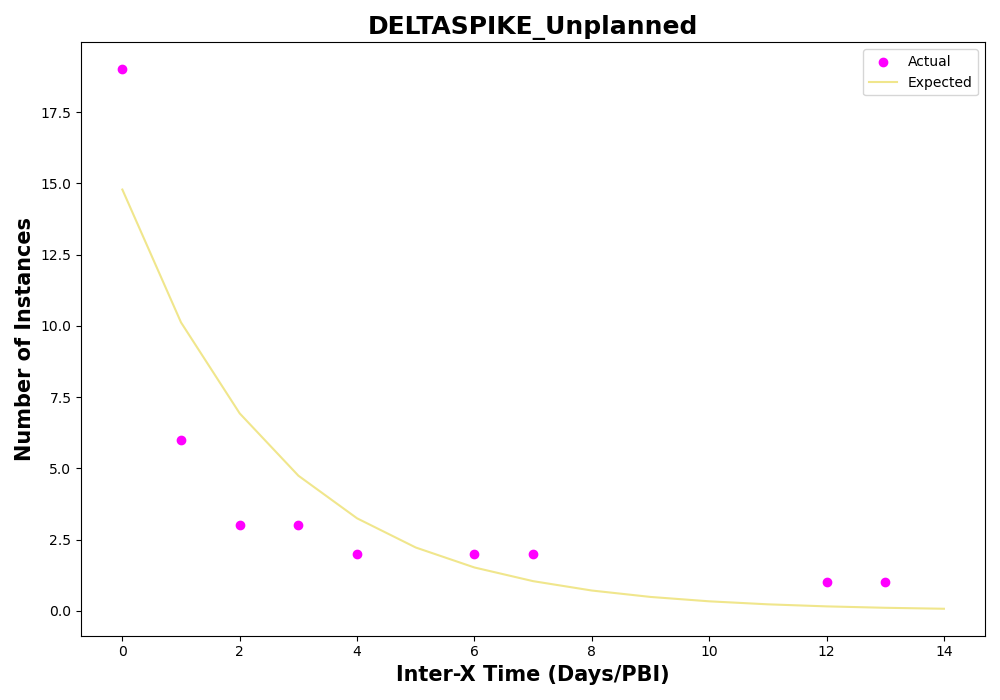 DELTASPIKE_Unplanned
Actual
Expected
Number of Instances
17.5
15.0
12.5
10.0
7.5
5.0
2.5
0.0
0 2 4 6 8 10 12 14
Inter-X Time (Days/PBI)